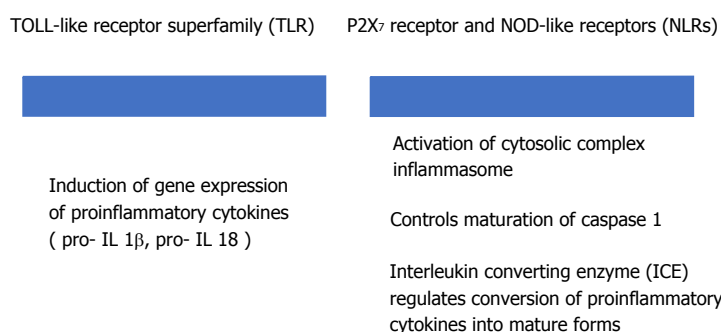 TOLL-like receptor superfamily (TLR)
P2X₇ receptor and NOD-like receptors (NLRs)
Induction of gene expression
of proinflammatory cytokines
( pro- IL 1β, pro- IL 18 )
Activation of cytosolic complex
inflammasome
Controls maturation of caspase 1
Interleukin converting enzyme (ICE)
regulates conversion of proinflammatory
cytokines into mature forms